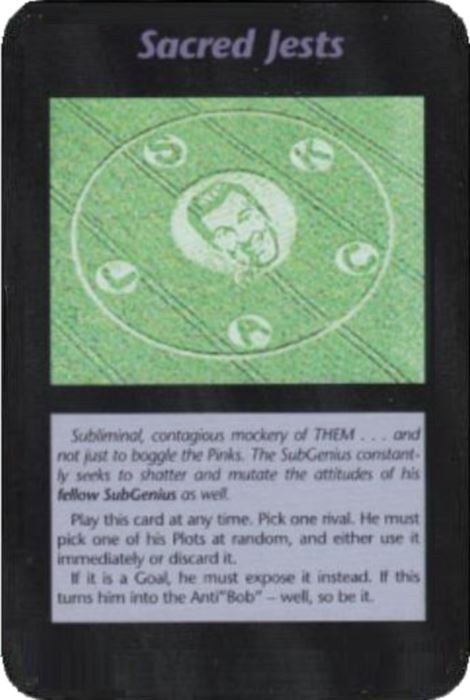 Sacred Jests
S K
L C
A
Subliminal, contagious mockery of THEM . . . and
not just to boggle the Pinks. The SubGenius constant-
ly seeks to shatter and mutate the attitudes of his
fellow SubGenius as well.
Play this card at any time. Pick one rival. He must
pick one of his Plots at random, and either use it
immediately or discard it.
If it is a Goal, he must expose it instead. If this
turns him into the Anti"Bob" – well, so be it.